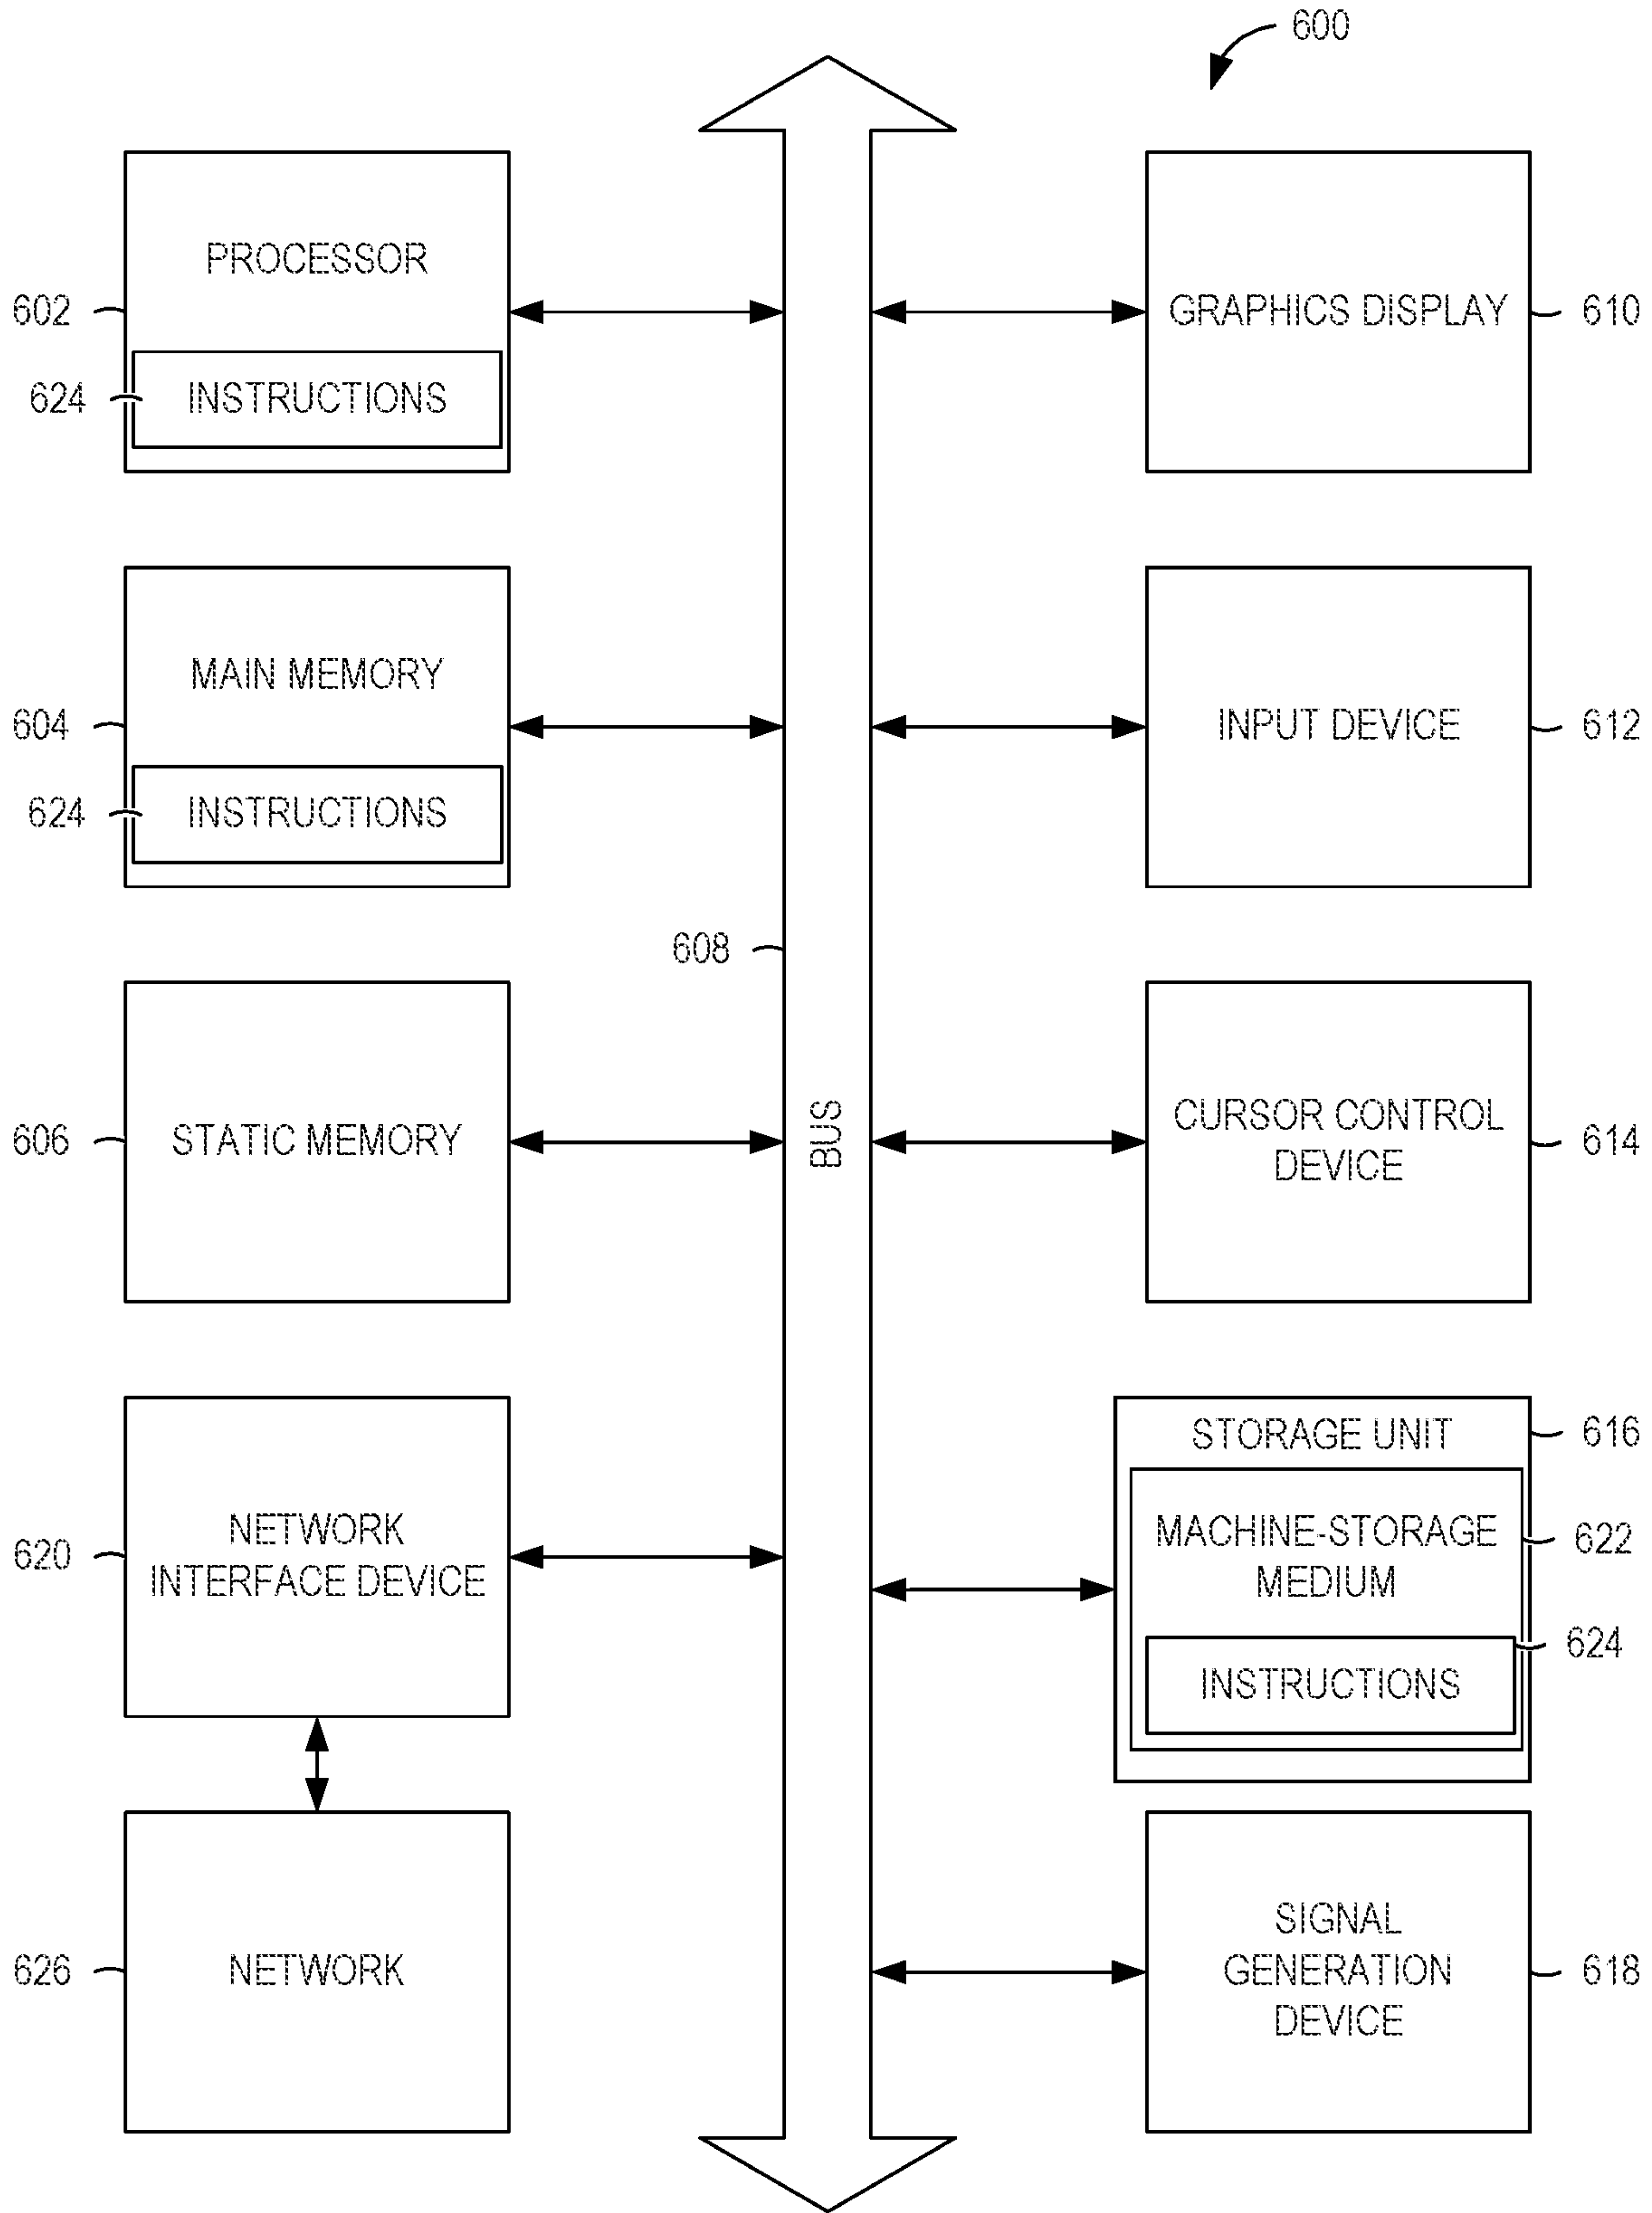 600
PROCESSOR
602
624
INSTRUCTIONS
GRAPHICS DISPLAY
610
MAIN MEMORY
604
624
INSTRUCTIONS
INPUT DEVICE
612
608
BUS
STATIC MEMORY
606
CURSOR CONTROL
DEVICE
614
NETWORK
INTERFACE DEVICE
620
STORAGE UNIT
616
MACHINE-STORAGE
MEDIUM
622
624
INSTRUCTIONS
626
NETWORK
SIGNAL
GENERATION
DEVICE
618